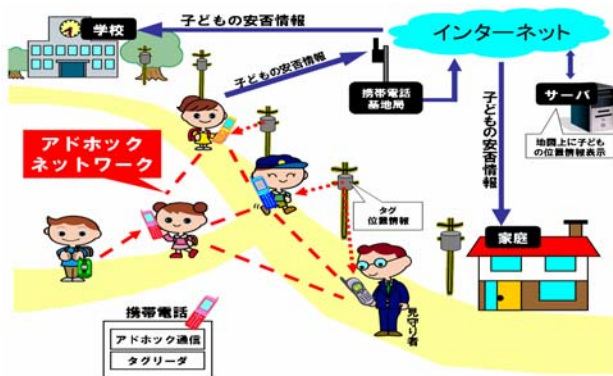 学校
子どもの安否情報
インターネット
子どもの安否情報
携帯電話
基地局
子どもの安否情報
サーバ
地図上に子ども
の位置情報表示
アドホック
ネットワーク
タグ
位置情報
家庭
見守り者
携帯電話
アドホック通信
タグリーダ